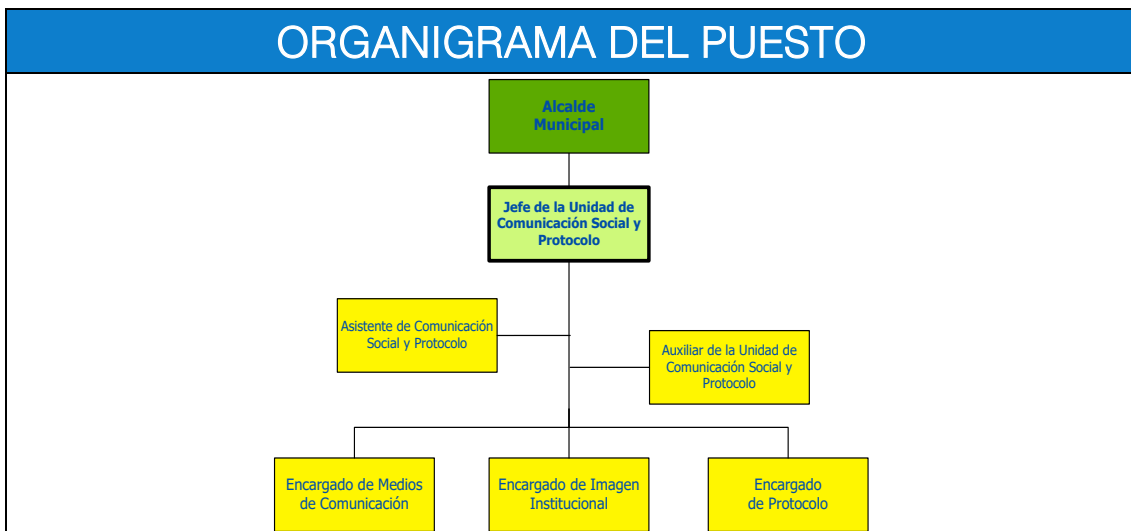 ORGANIGRAMA DEL PUESTO
Alcalde
Municipal
Jefe de la Unidad de
Comunicación Social y
Protocolo
Asistente de Comunicación
Social y Protocolo
Auxiliar de la Unidad de
Comunicación Social y
Protocolo
Encargado de Medios
de Comunicación
Encargado de Imagen
Institucional
Encargado
de Protocolo